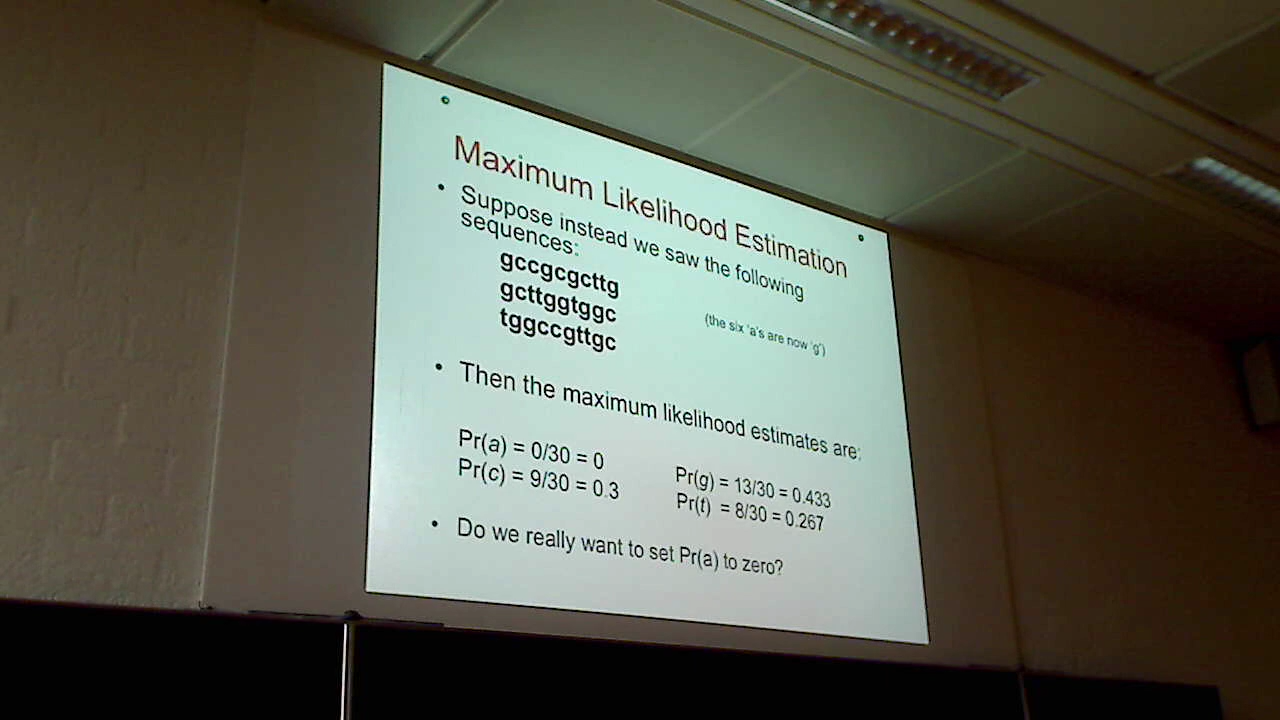 Maximum Likelihood Estimation
• Suppose instead we saw the following
sequences:
gccgcgcttg
gcttggtggc
tggccgttgc
(the six 'a's are now 'g')
• Then the maximum likelihood estimates are:
Pr(a) = 0/30 = 0
Pr(c) = 9/30 = 0.3
Pr(g) = 13/30 = 0.433
Pr(t) = 8/30 = 0.267
• Do we really want to set Pr(a) to zero?